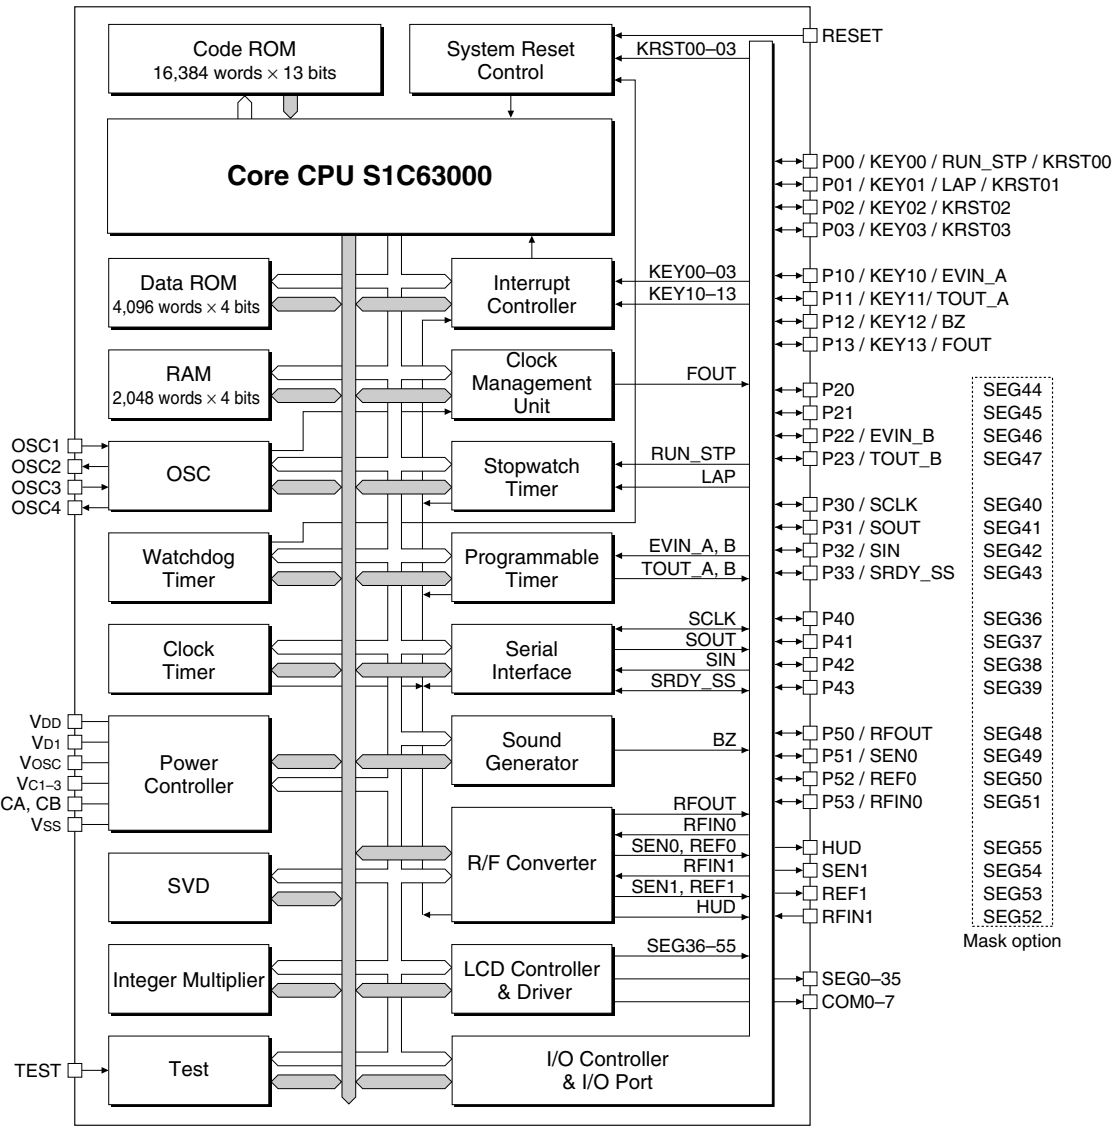 Code ROM
16,384 words × 13 bits
System Reset
Control
KRST00–03
RESET
Core CPU S1C63000
P00 / KEY00 / RUN_STP / KRST00
P01 / KEY01 / LAP / KRST01
P02 / KEY02 / KRST02
P03 / KEY03 / KRST03
Data ROM
4,096 words × 4 bits
Interrupt
Controller
KEY00–03
KEY10–13
P10 / KEY10 / EVIN_A
P11 / KEY11/ TOUT_A
P12 / KEY12 / BZ
P13 / KEY13 / FOUT
RAM
2,048 words × 4 bits
Clock
Management
Unit
FOUT
P20
SEG44
P21
SEG45
P22 / EVIN_B
SEG46
P23 / TOUT_B
SEG47
OSC1
OSC2
OSC3
OSC4
OSC
Stopwatch
Timer
RUN_STP
LAP
P30 / SCLK
SEG40
P31 / SOUT
SEG41
P32 / SIN
SEG42
P33 / SRDY_SS
SEG43
Watchdog
Timer
Programmable
Timer
EVIN_A, B
TOUT_A, B
Clock
Timer
Serial
Interface
SCLK
SOUT
SIN
SRDY_SS
P40
SEG36
P41
SEG37
P42
SEG38
P43
SEG39
VDD
VD1
VOSC
VC1–3
CA, CB
VSS
Power
Controller
Sound
Generator
BZ
P50 / RFOUT
SEG48
P51 / SEN0
SEG49
P52 / REF0
SEG50
P53 / RFIN0
SEG51
SVD
R/F Converter
RFOUT
RFIN0
SEN0, REF0
RFIN1
SEN1, REF1
HUD
HUD
SEG55
SEN1
SEG54
REF1
SEG53
RFIN1
SEG52
Mask option
Integer Multiplier
LCD Controller
& Driver
SEG36–55
SEG0–35
COM0–7
TEST
Test
I/O Controller
& I/O Port